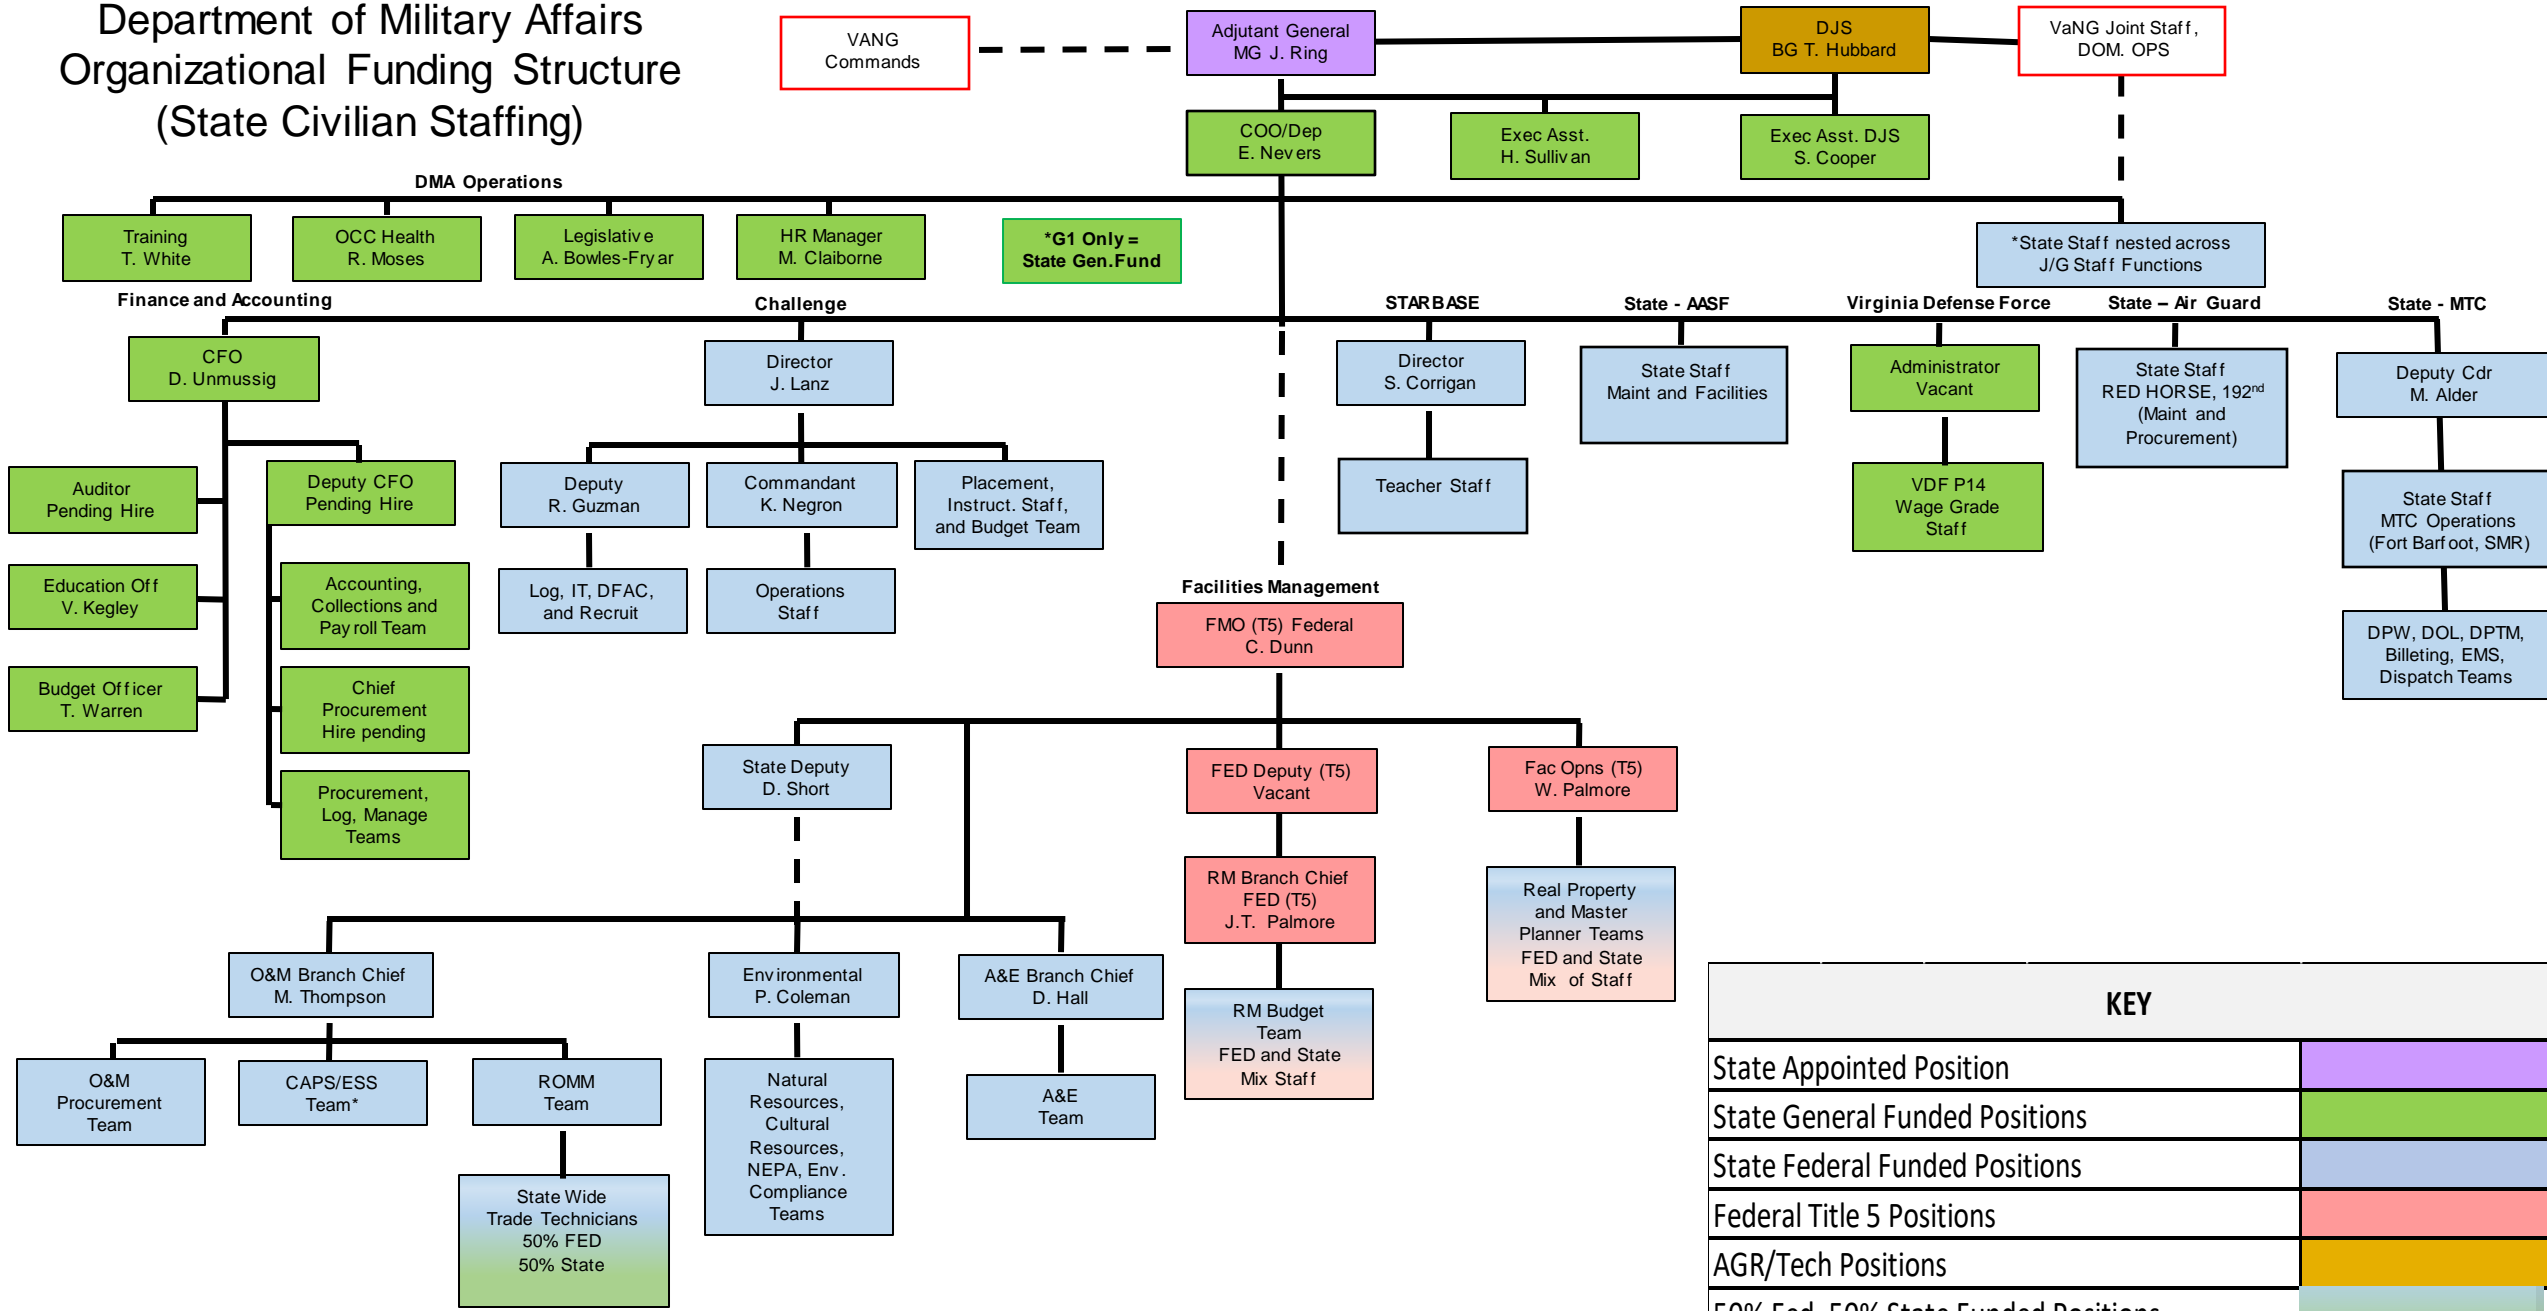 Department of Military Affairs
Organizational Funding Structure
(State Civilian Staffing)
VANG
Commands
Adjutant General
MG J. Ring
DJS
BG T. Hubbard
VaNG Joint Staff,
DOM. OPS
COO/Dep
E. Nevers
Exec Asst.
H. Sullivan
Exec Asst. DJS
S. Cooper
DMA Operations
Training
T. White
OCC Health
R. Moses
Legislative
A. Bowles-Fryar
HR Manager
M. Claiborne
*G1 Only =
State Gen.Fund
*State Staff nested across
J/G Staff Functions
Finance and Accounting
Challenge
STARBASE
State - AASF
Virginia Defense Force
State – Air Guard
State - MTC
CFO
D. Unmussig
Director
J. Lanz
Director
S. Corrigan
State Staff
Maint and Facilities
Administrator
Vacant
State Staff
RED HORSE, 192nd
(Maint and
Procurement)
Deputy Cdr
M. Alder
Auditor
Pending Hire
Deputy CFO
Pending Hire
Deputy
R. Guzman
Commandant
K. Negron
Placement,
Instruct. Staff,
and Budget Team
Teacher Staff
VDF P14
Wage Grade
Staff
State Staff
MTC Operations
(Fort Barfoot, SMR)
Education Off
V. Kegley
Accounting,
Collections and
Payroll Team
Log, IT, DFAC,
and Recruit
Operations
Staff
Facilities Management
FMO (T5) Federal
C. Dunn
DPW, DOL, DPTM,
Billeting, EMS,
Dispatch Teams
Budget Officer
T. Warren
Chief
Procurement
Hire pending
Procurement,
Log, Manage
Teams
State Deputy
D. Short
FED Deputy (T5)
Vacant
Fac Opns (T5)
W. Palmore
RM Branch Chief
FED (T5)
J.T. Palmore
Real Property
and Master
Planner Teams
FED and State
Mix of Staff
O&M Branch Chief
M. Thompson
Environmental
P. Coleman
A&E Branch Chief
D. Hall
RM Budget
Team
FED and State
Mix Staff
O&M
Procurement
Team
CAPS/ESS
Team*
ROMM
Team
Natural
Resources,
Cultural
Resources,
NEPA, Env.
Compliance
Teams
A&E
Team
State Wide
Trade Technicians
50% FED
50% State
KEY
State Appointed Position
State General Funded Positions
State Federal Funded Positions
Federal Title 5 Positions
AGR/Tech Positions
50% Fed, 50% State Funded Positions